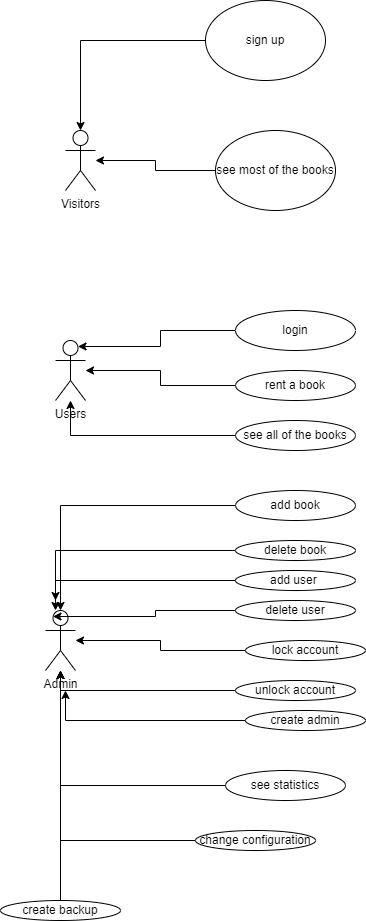 sign up
see most of the books
Visitors
login
rent a book
Users
see all of the books
add book
delete book
add user
delete user
lock account
Admin
unlock account
create admin
see statistics
change configuration
create backup